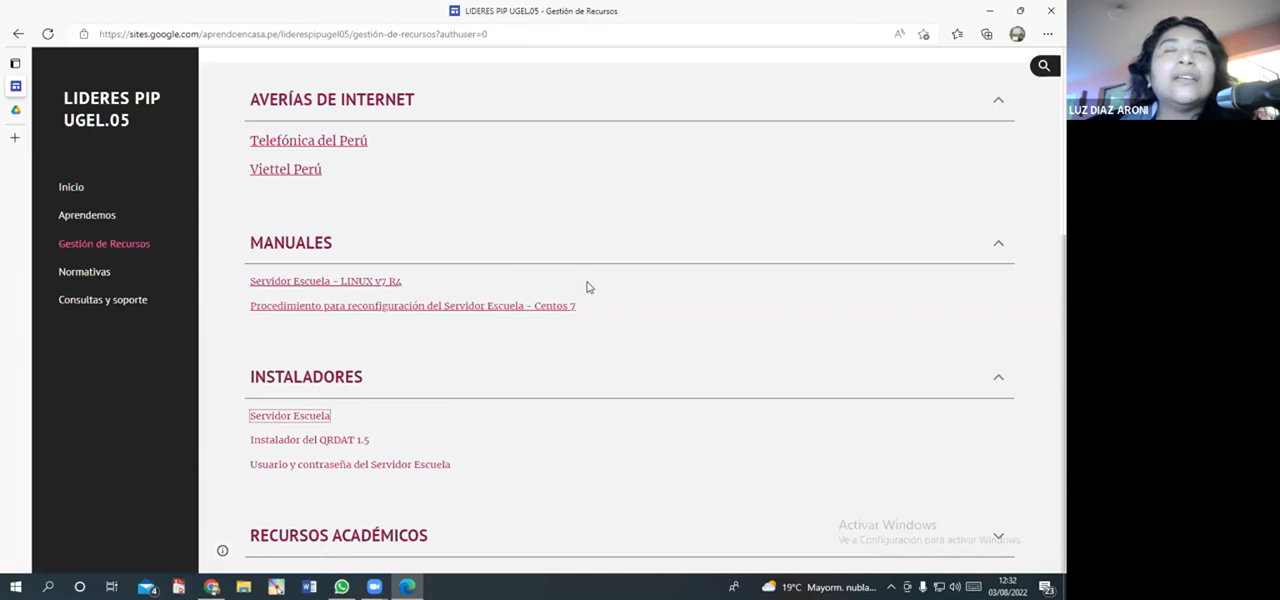 LIDERES PIP UGEL.05 - Gestión de Recursos
https://sites.google.com/aprendoencasa.pe/liderespipugel05/gestión-de-recursos?authuser=0
LIDERES PIP
UGEL.05
Inicio
Aprendemos
Gestión de Recursos
Normativas
Consultas y soporte
AVERÍAS DE INTERNET
Telefónica del Perú
Viettel Perú
MANUALES
Servidor Escuela - LINUX v7 R4
Procedimiento para reconfiguración del Servidor Escuela - Centos 7
INSTALADORES
Servidor Escuela
Instalador del QRDAT 1.5
Usuario y contraseña del Servidor Escuela
RECURSOS ACADÉMICOS
Activar Windows
Ve a Configuración para activar Windows.
LUZ DIAZ ARONI
19°C Mayorm. nubla...
12:32
03/08/2022
23